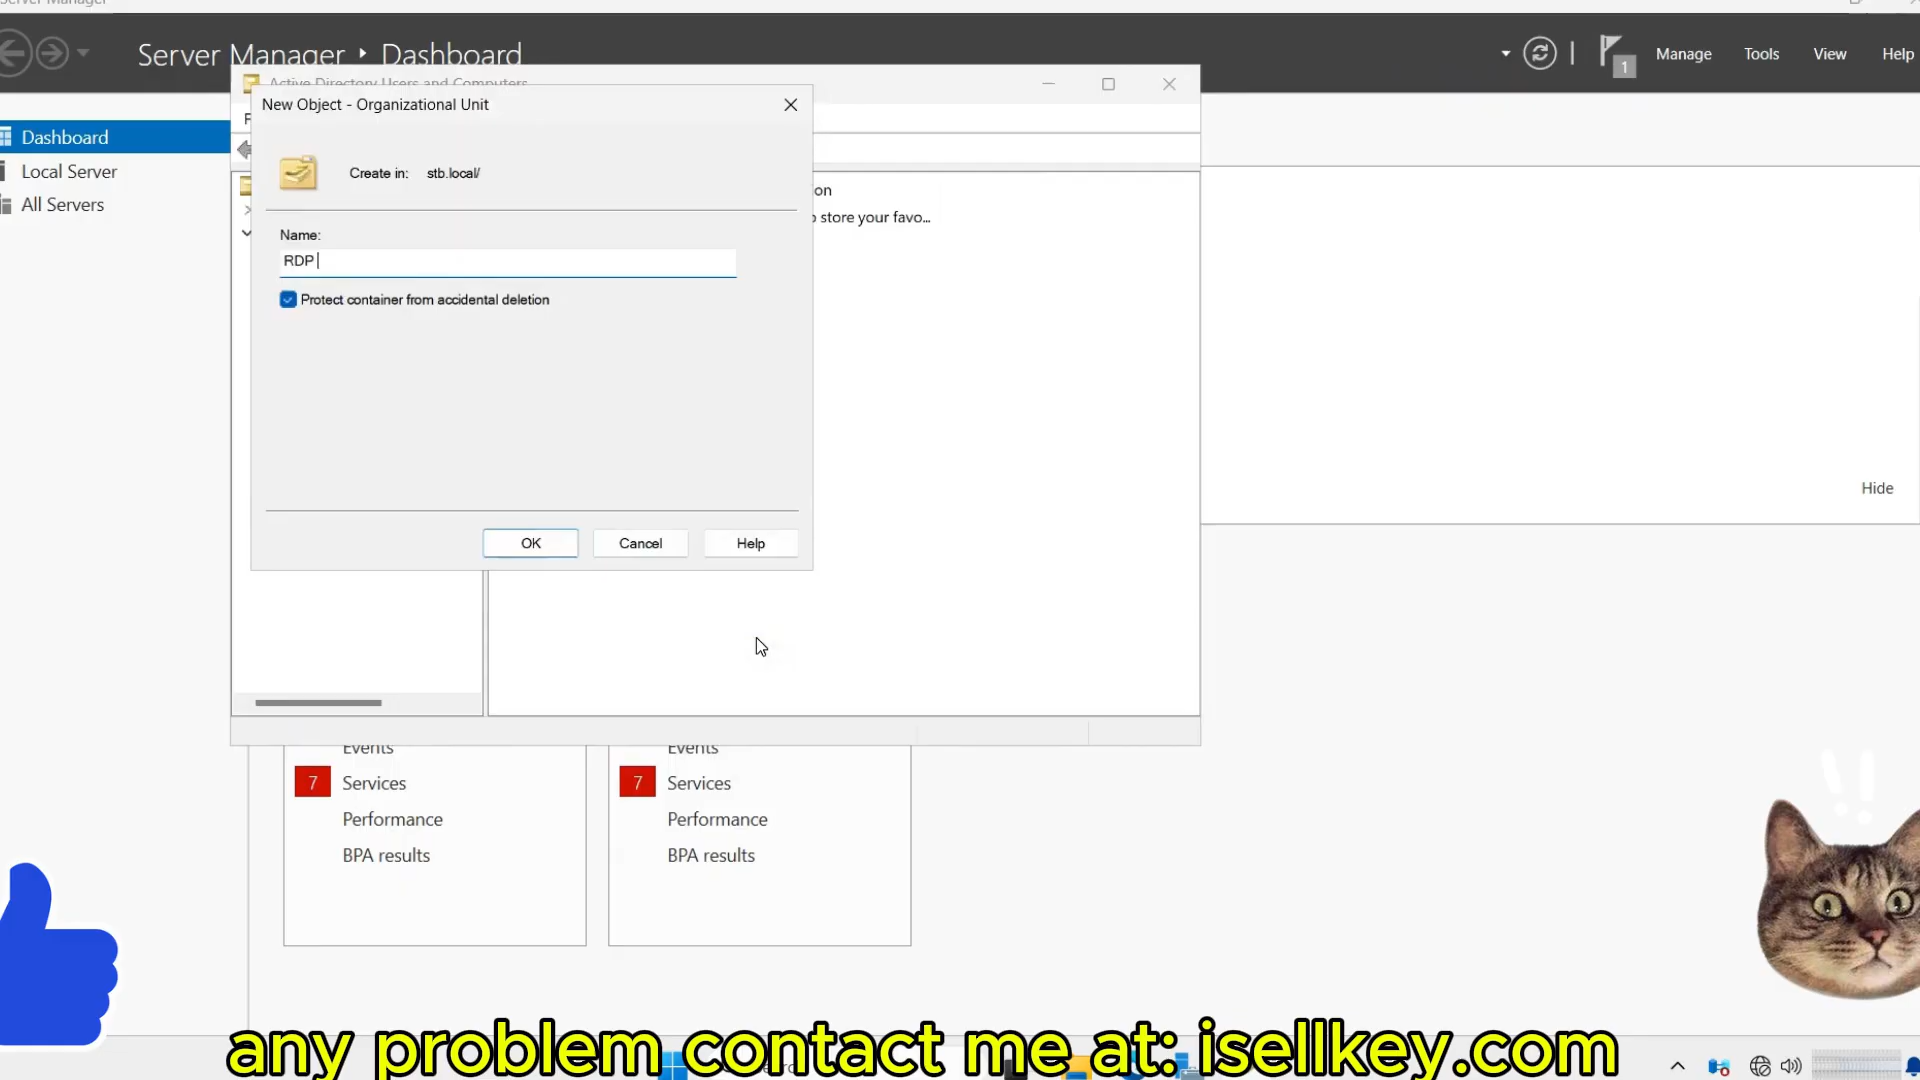 Server Manager
Server Manager ‣ Dashboard
1
Manage
Tools
View
Help
Active Directory Users and Computers
New Object - Organizational Unit
Dashboard
Local Server
All Servers
Create in: stb.local/
on
store your favo...
Name:
RDP
Protect container from accidental deletion
Hide
OK
Cancel
Help
Events
Events
7 Services
7 Services
Performance
Performance
BPA results
BPA results
!!
any problem contact me at: isellkey.com